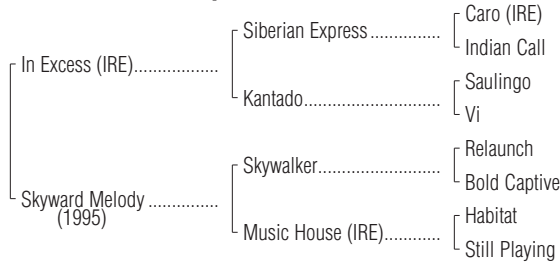 Caro (IRE)
Siberian Express ...............
Indian Call
In Excess (IRE)..................
Saulingo
Kantado.............................
Vi
Relaunch
Skywalker..........................
Bold Captive
Skyward Melody ...............
(1995)
Habitat
Music House (IRE)............
Still Playing